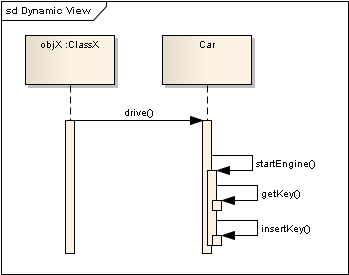 sd Dynamic View
objX :ClassX
Car
drive()
startEngine()
getKey()
insertKey()